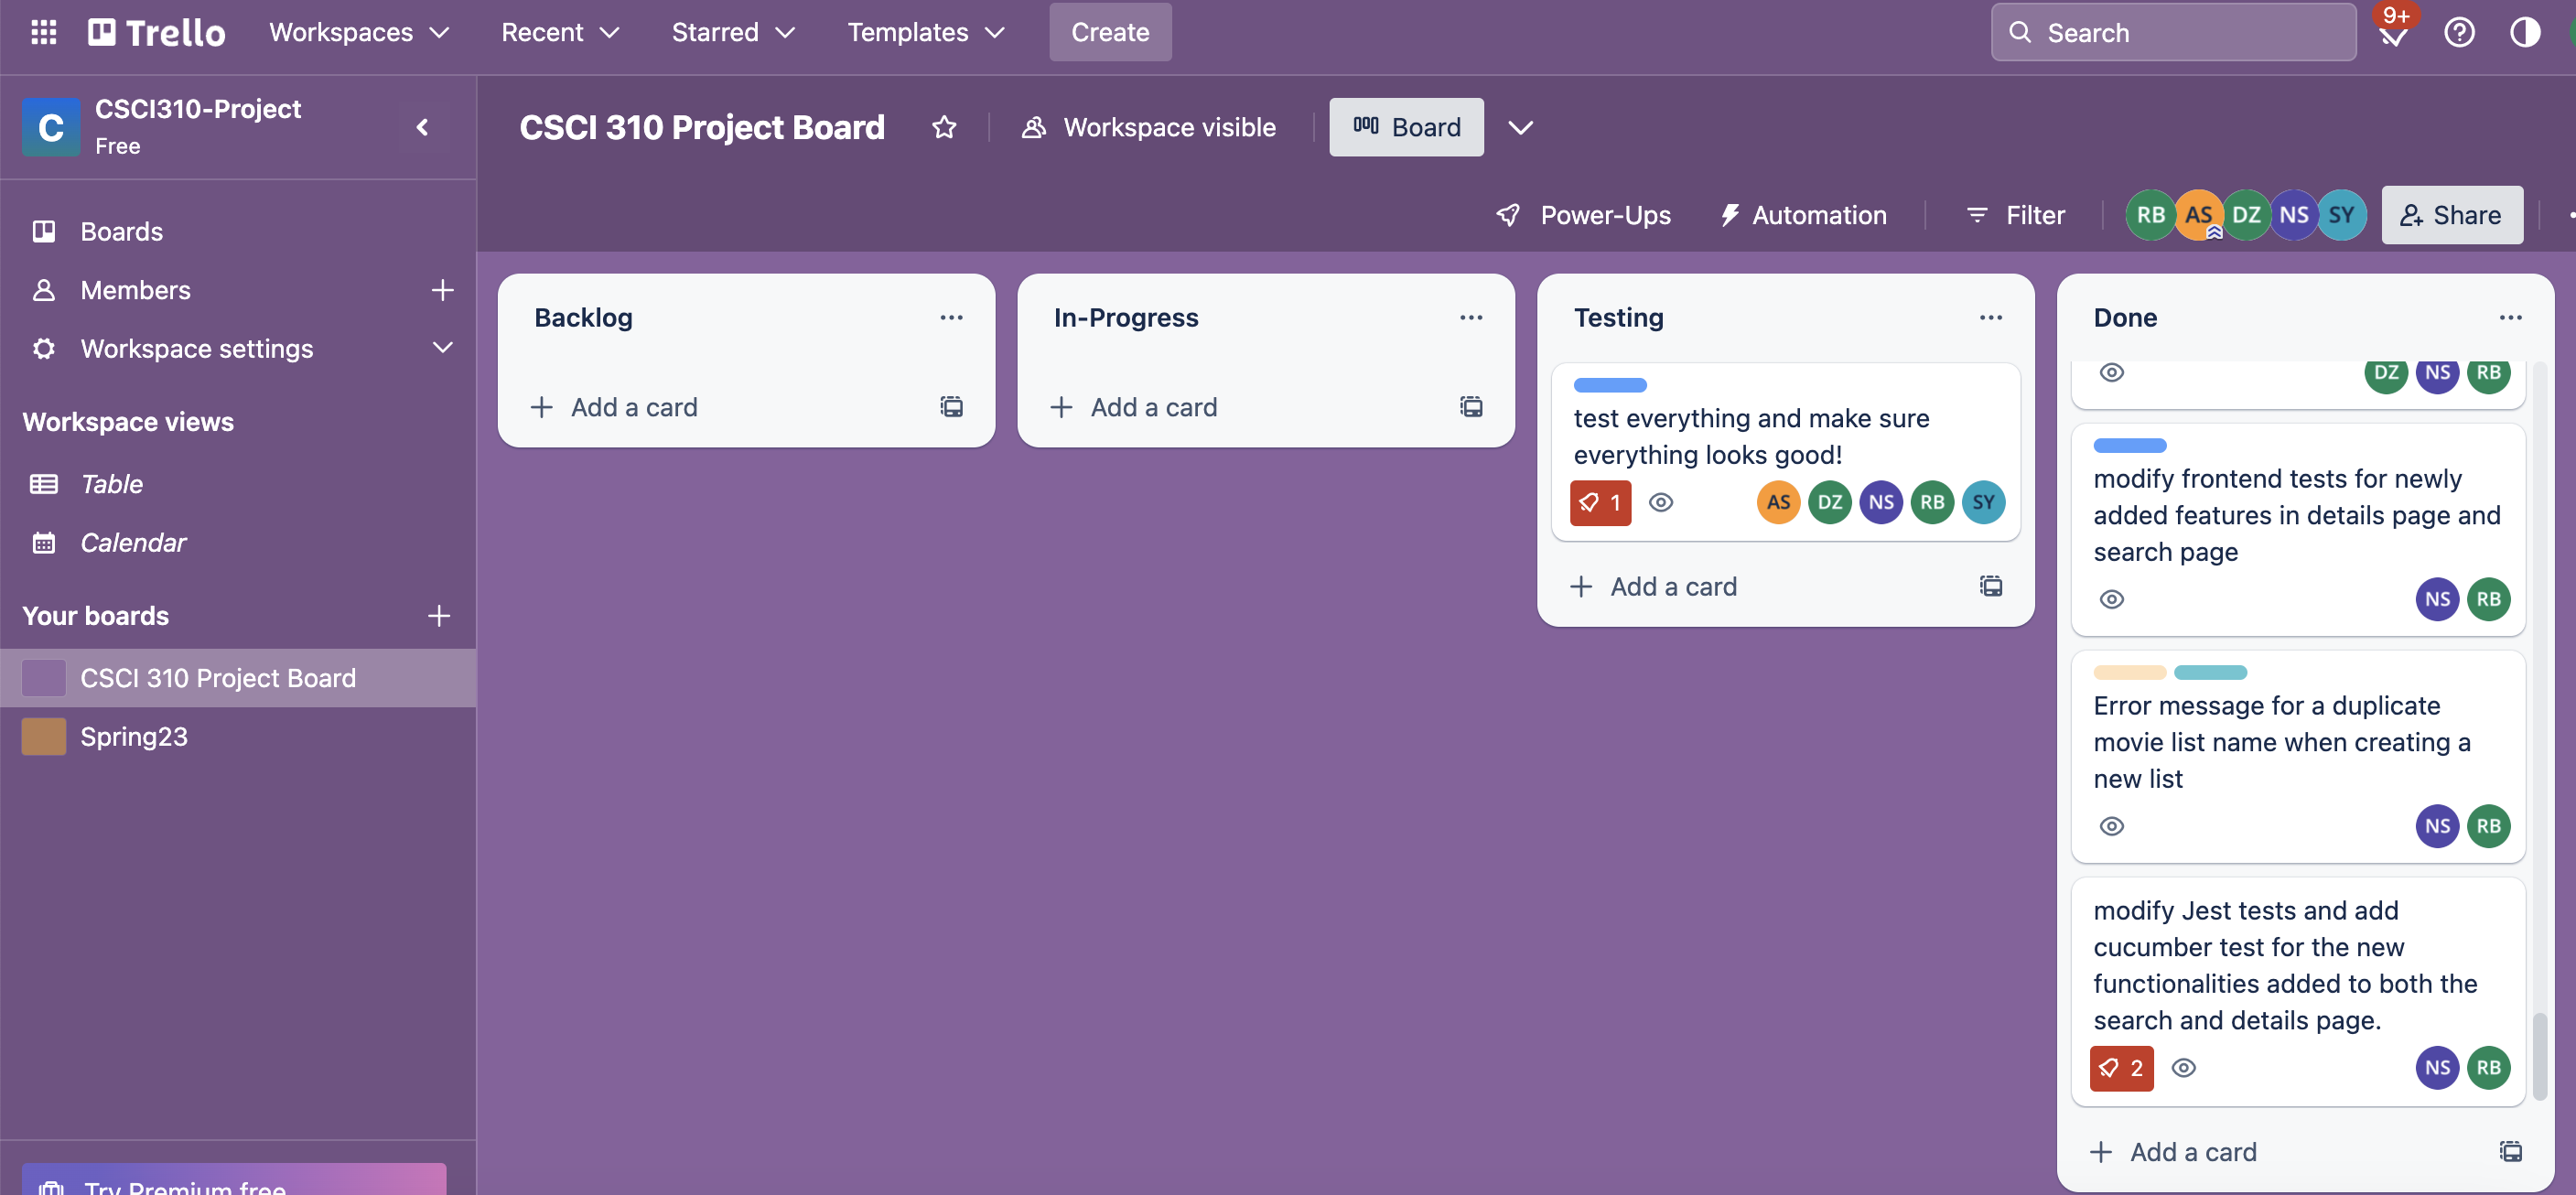 Trello
Workspaces
Recent
Starred
Templates
Create
Search
9+
C
CSCI310-Project
Free
Boards
Members
Workspace settings
Workspace views
Table
Calendar
Your boards
CSCI 310 Project Board
Spring23
Try Premium free
CSCI 310 Project Board
Workspace visible
Board
Power-Ups
Automation
Filter
RB AS DZ NS SY
Share
Backlog
Add a card
In-Progress
Add a card
Testing
test everything and make sure
everything looks good!
1
AS DZ NS RB SY
Add a card
Done
DZ NS RB
modify frontend tests for newly
added features in details page and
search page
NS RB
Error message for a duplicate
movie list name when creating a
new list
NS RB
modify Jest tests and add
cucumber test for the new
functionalities added to both the
search and details page.
2
NS RB
Add a card